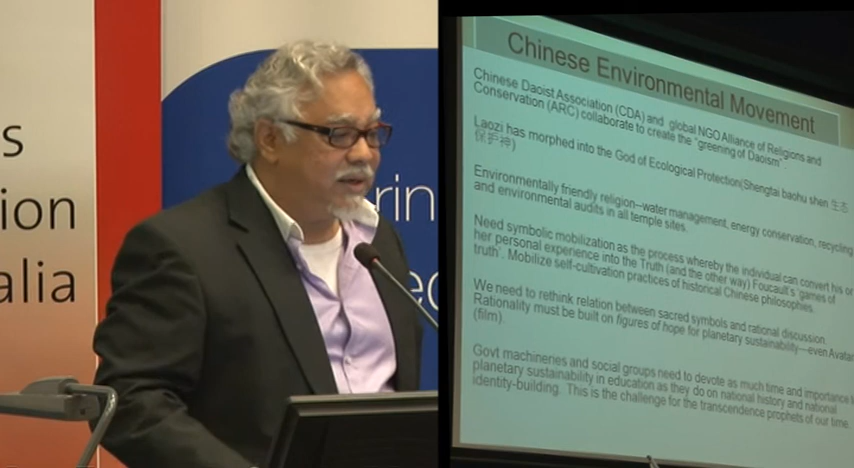 s
ion
alia
rin
ec
Chinese Environmental Movement
Chinese Daoist Association (CDA) and global NGO Alliance of Religions and
Conservation (ARC) collaborate to create the "greening of Daoism"
Laozi has morphed into the God of Ecological Protection(Shengtai baohu shen 生态
保护神)
Environmentally friendly religion--water management, energy conservation, recycling
and environmental audits in all temple sites.
Need symbolic mobilization as the process whereby the individual can convert his or
her personal experience into the Truth (and the other way) Foucault's 'games of
truth'. Mobilize self-cultivation practices of historical Chinese philosophies.
We need to rethink relation between sacred symbols and rational discussion.
Rationality must be built on figures of hope for planetary sustainability—even Avatar
(film).
Govt machineries and social groups need to devote as much time and importance t
planetary sustainability in education as they do on national history and national
identity-building. This is the challenge for the transcendence prophets of our time.